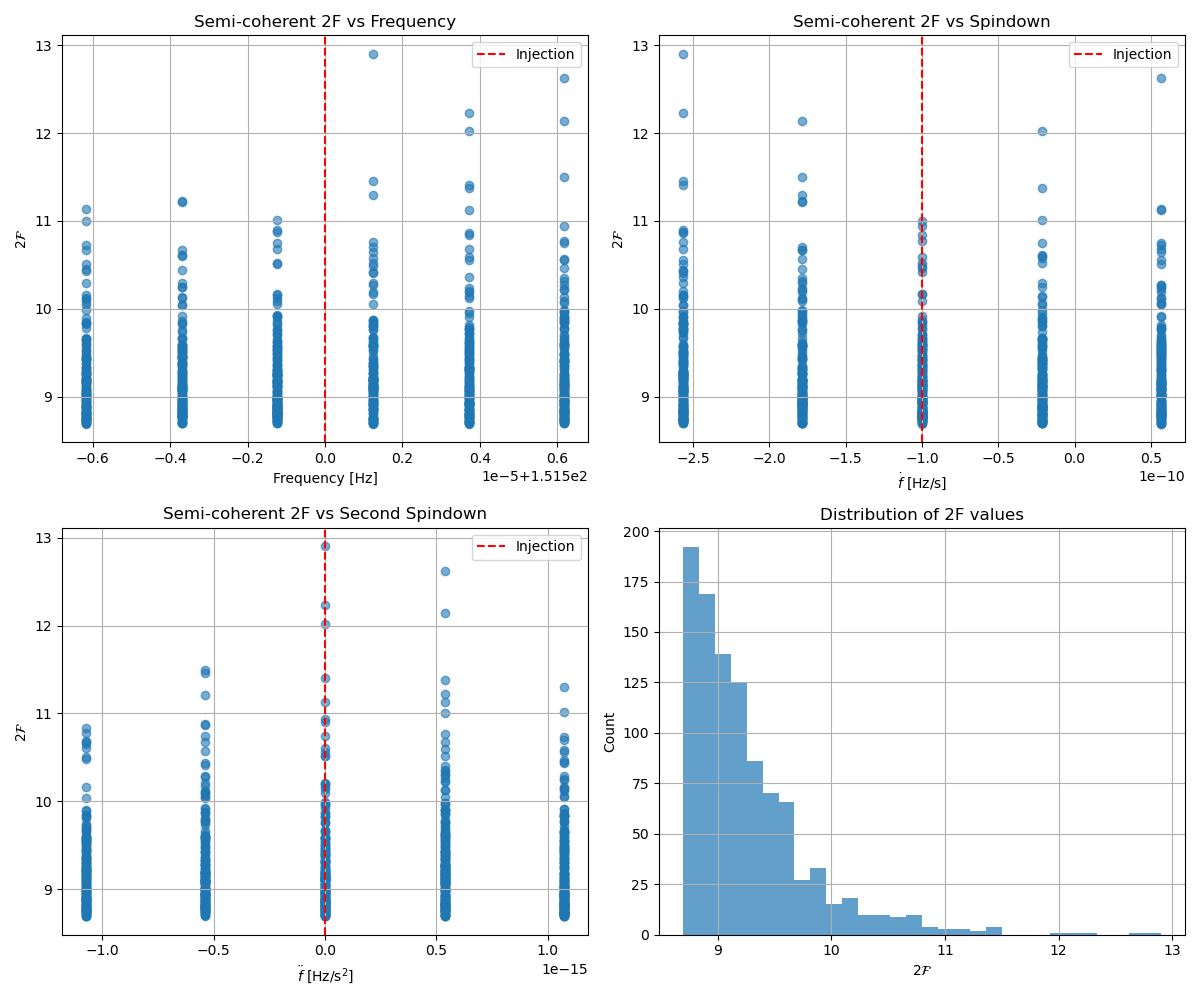 Semi-coherent 2F vs Frequency
13
12
11
10
9
2ℱ
Injection
−0.6 −0.4 −0.2 0.0 0.2 0.4 0.6
Frequency [Hz]
1e−5+1.515e2
Semi-coherent 2F vs Spindown
13
12
11
10
9
2ℱ
Injection
−2.5 −2.0 −1.5 −1.0 −0.5 0.0 0.5
ḟ [Hz/s]
1e−10
Semi-coherent 2F vs Second Spindown
13
12
11
10
9
2ℱ
Injection
−1.0 −0.5 0.0 0.5 1.0
f̈ [Hz/s²]
1e−15
Distribution of 2F values
200
175
150
125
100
75
50
25
0
Count
9 10 11 12 13
2ℱ